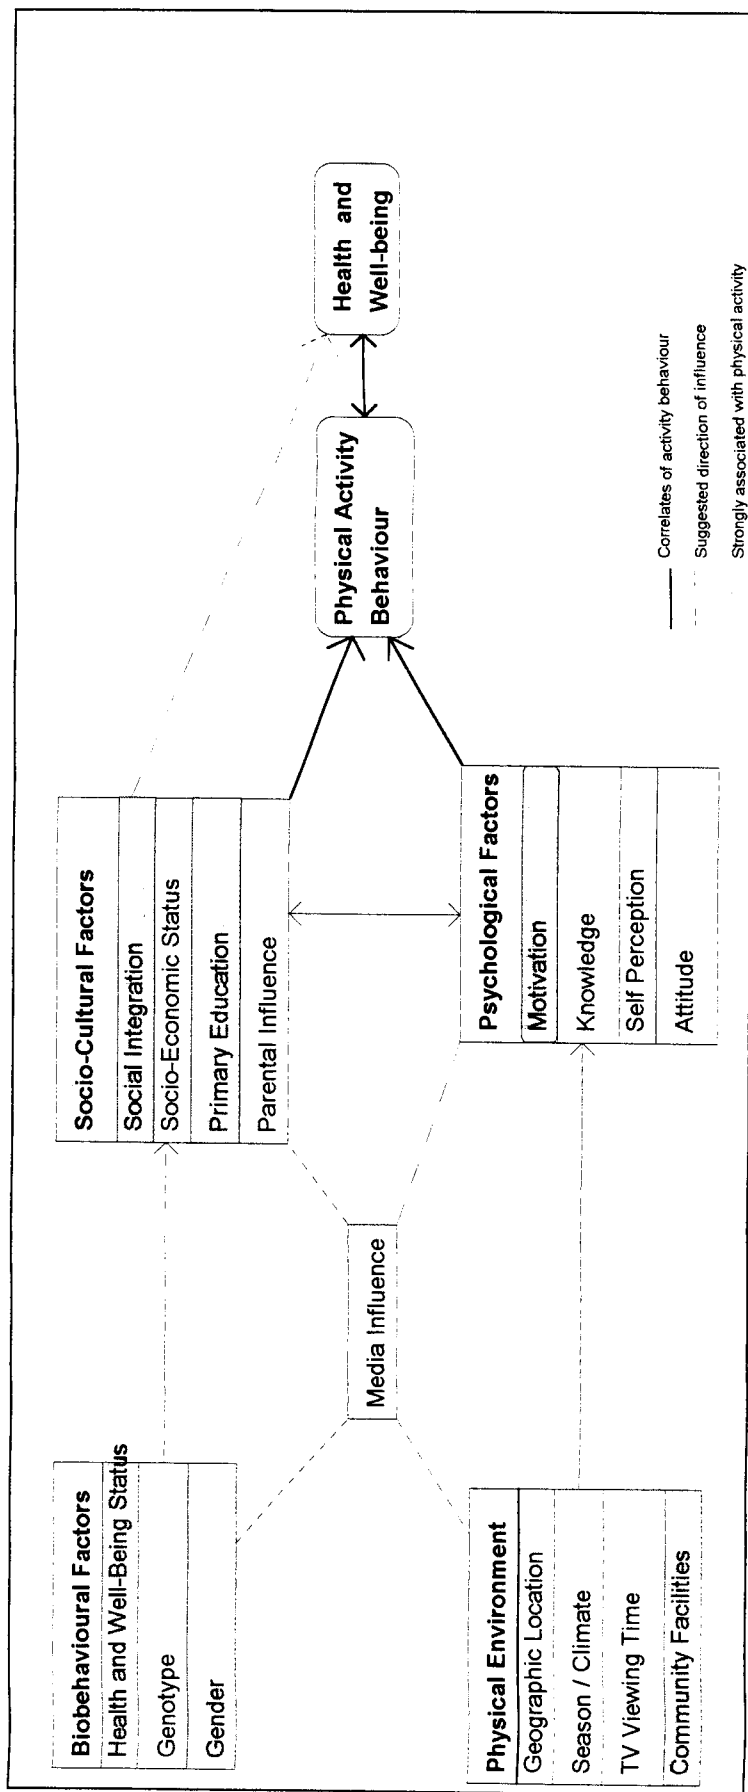 Biobehavioural Factors
Health and Well-Being Status
Genotype
Gender
Physical Environment
Geographic Location
Season / Climate
TV Viewing Time
Community Facilities
Media Influence
Socio-Cultural Factors
Social Integration
Socio-Economic Status
Primary Education
Parental Influence
Psychological Factors
Motivation
Knowledge
Self Perception
Attitude
Physical Activity
Behaviour
Health and
Well-being
Correlates of activity behaviour
Suggested direction of influence
Strongly associated with physical activity